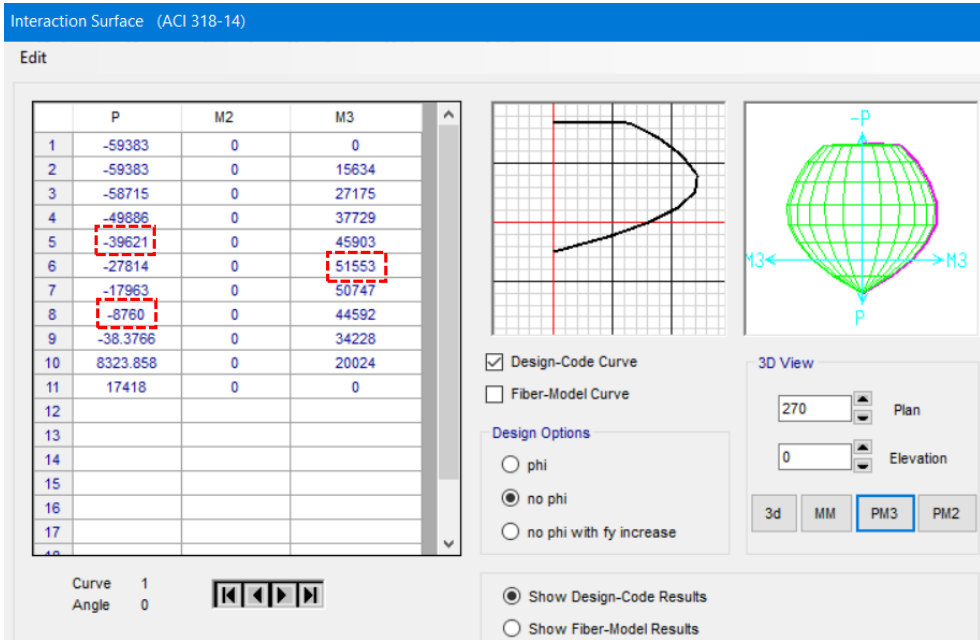 Interaction Surface (ACI 318-14)
Edit
P M2 M3
1 -59383 0 0
2 -59383 0 15634
3 -58715 0 27175
4 -49886 0 37729
5 -39621 0 45903
6 -27814 0 51553
7 -17963 0 50747
8 -8760 0 44592
9 -38.3766 0 34228
10 8323.858 0 20024
11 17418 0 0
12
13
14
15
16
17
-P
M3 M3
P
Design-Code Curve
Fiber-Model Curve
Design Options
phi
no phi
no phi with fy increase
3D View
270 Plan
0 Elevation
3d MM PM3 PM2
Curve 1
Angle 0
Show Design-Code Results
Show Fiber-Model Results